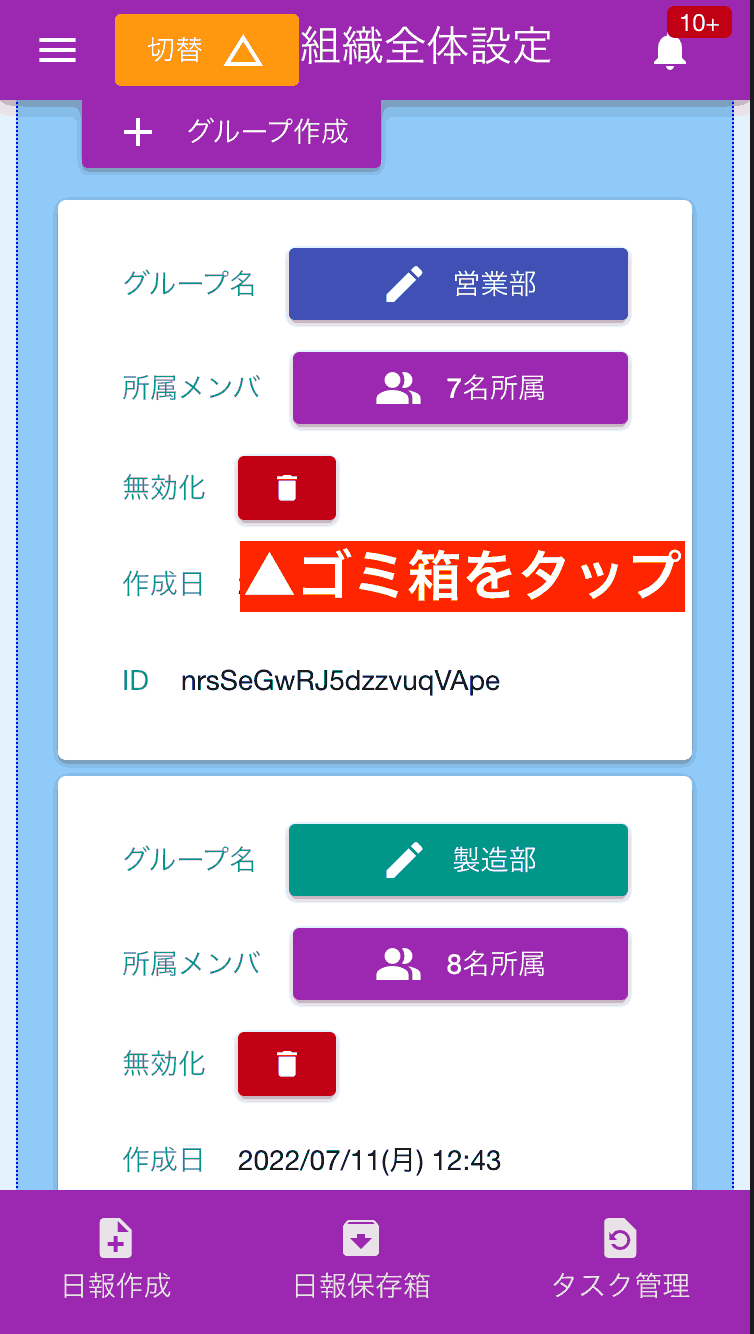 切替
組織全体設定
10+
グループ作成
グループ名
営業部
所属メンバ
7名所属
無効化
作成日
▲ゴミ箱をタップ
ID nrsSeGwRJ5dzzvuqVApe
グループ名
製造部
所属メンバ
8名所属
無効化
作成日 2022/07/11(月) 12:43
日報作成
日報保存箱
タスク管理